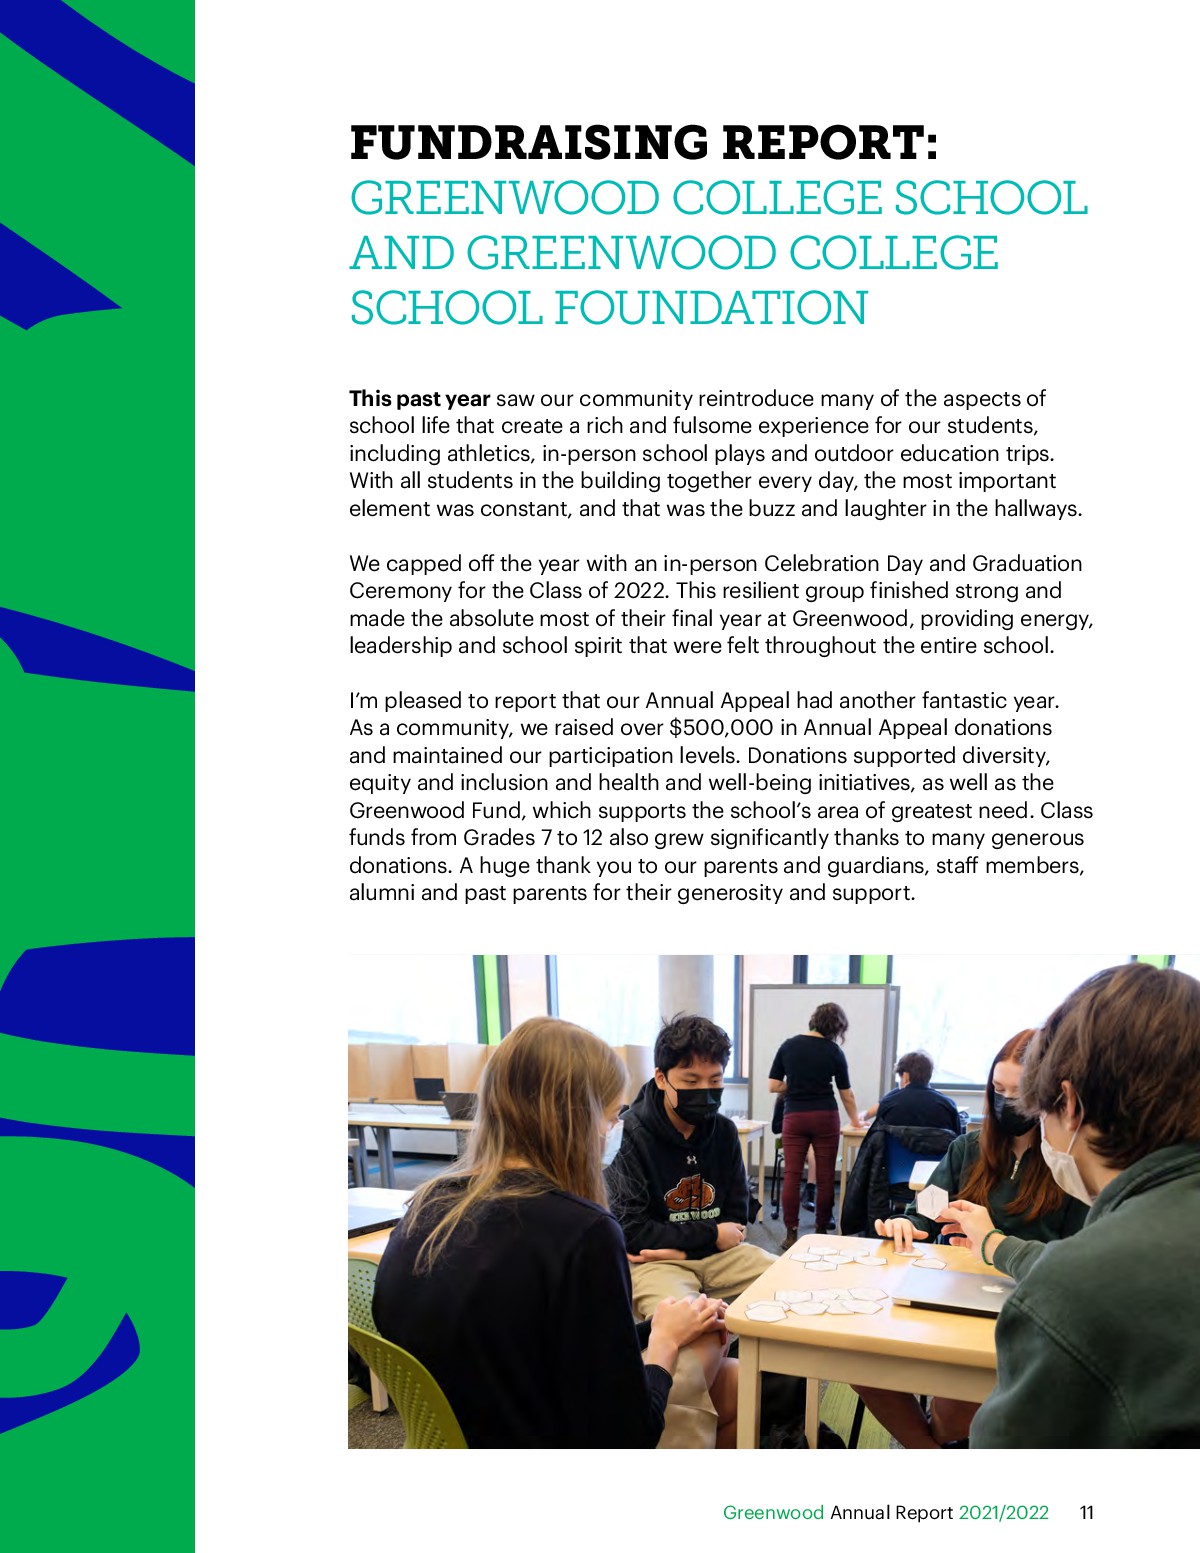 FUNDRAISING REPORT:
GREENWOOD COLLEGE SCHOOL
AND GREENWOOD COLLEGE
SCHOOL FOUNDATION
This past year saw our community reintroduce many of the aspects of
school life that create a rich and fulsome experience for our students,
including athletics, in-person school plays and outdoor education trips.
With all students in the building together every day, the most important
element was constant, and that was the buzz and laughter in the hallways.
We capped off the year with an in-person Celebration Day and Graduation
Ceremony for the Class of 2022. This resilient group finished strong and
made the absolute most of their final year at Greenwood, providing energy,
leadership and school spirit that were felt throughout the entire school.
I’m pleased to report that our Annual Appeal had another fantastic year.
As a community, we raised over $500,000 in Annual Appeal donations
and maintained our participation levels. Donations supported diversity,
equity and inclusion and health and well-being initiatives, as well as the
Greenwood Fund, which supports the school’s area of greatest need. Class
funds from Grades 7 to 12 also grew significantly thanks to many generous
donations. A huge thank you to our parents and guardians, staff members,
alumni and past parents for their generosity and support.
Greenwood Annual Report 2021/2022 11